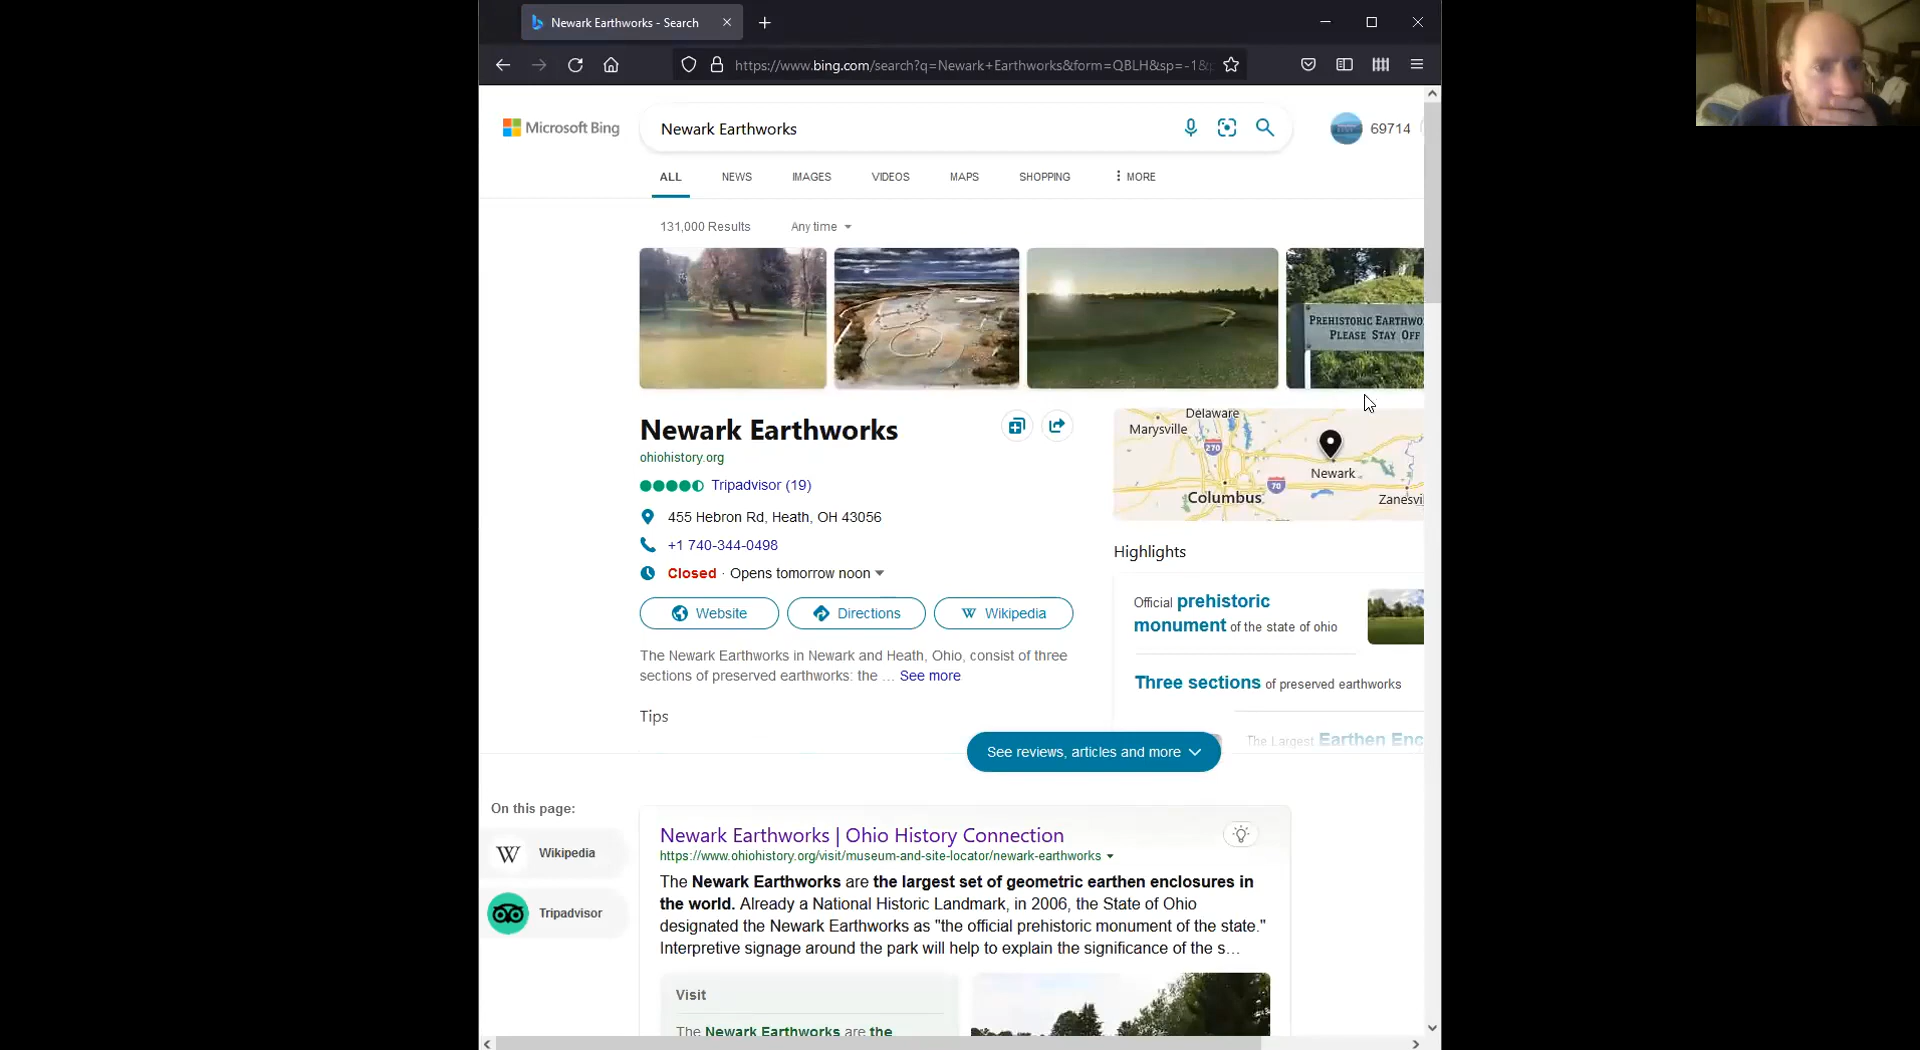 Newark Earthworks - Search
https://www.bing.com/search?q=Newark+Earthworks&form=QBLH&sp=-1&
Microsoft Bing
Newark Earthworks
69714
ALL NEWS IMAGES VIDEOS MAPS SHOPPING MORE
131,000 Results Any time
PREHISTORIC EARTHWO
PLEASE STAY OFF
Newark Earthworks
ohiohistory.org
Tripadvisor (19)
455 Hebron Rd, Heath, OH 43056
+1 740-344-0498
Closed · Opens tomorrow noon
Website Directions Wikipedia
The Newark Earthworks in Newark and Heath, Ohio, consist of three
sections of preserved earthworks: the … See more
Tips
Delaware
Marysville
270
Newark
70
Columbus
Zanesvi
Highlights
Official prehistoric
monument of the state of ohio
Three sections of preserved earthworks
The Largest Earthen Enc
See reviews, articles and more
On this page:
Wikipedia
Tripadvisor
Newark Earthworks | Ohio History Connection
https://www.ohiohistory.org/visit/museum-and-site-locator/newark-earthworks
The Newark Earthworks are the largest set of geometric earthen enclosures in
the world. Already a National Historic Landmark, in 2006, the State of Ohio
designated the Newark Earthworks as "the official prehistoric monument of the state."
Interpretive signage around the park will help to explain the significance of the s…
Visit
The Newark Earthworks are the